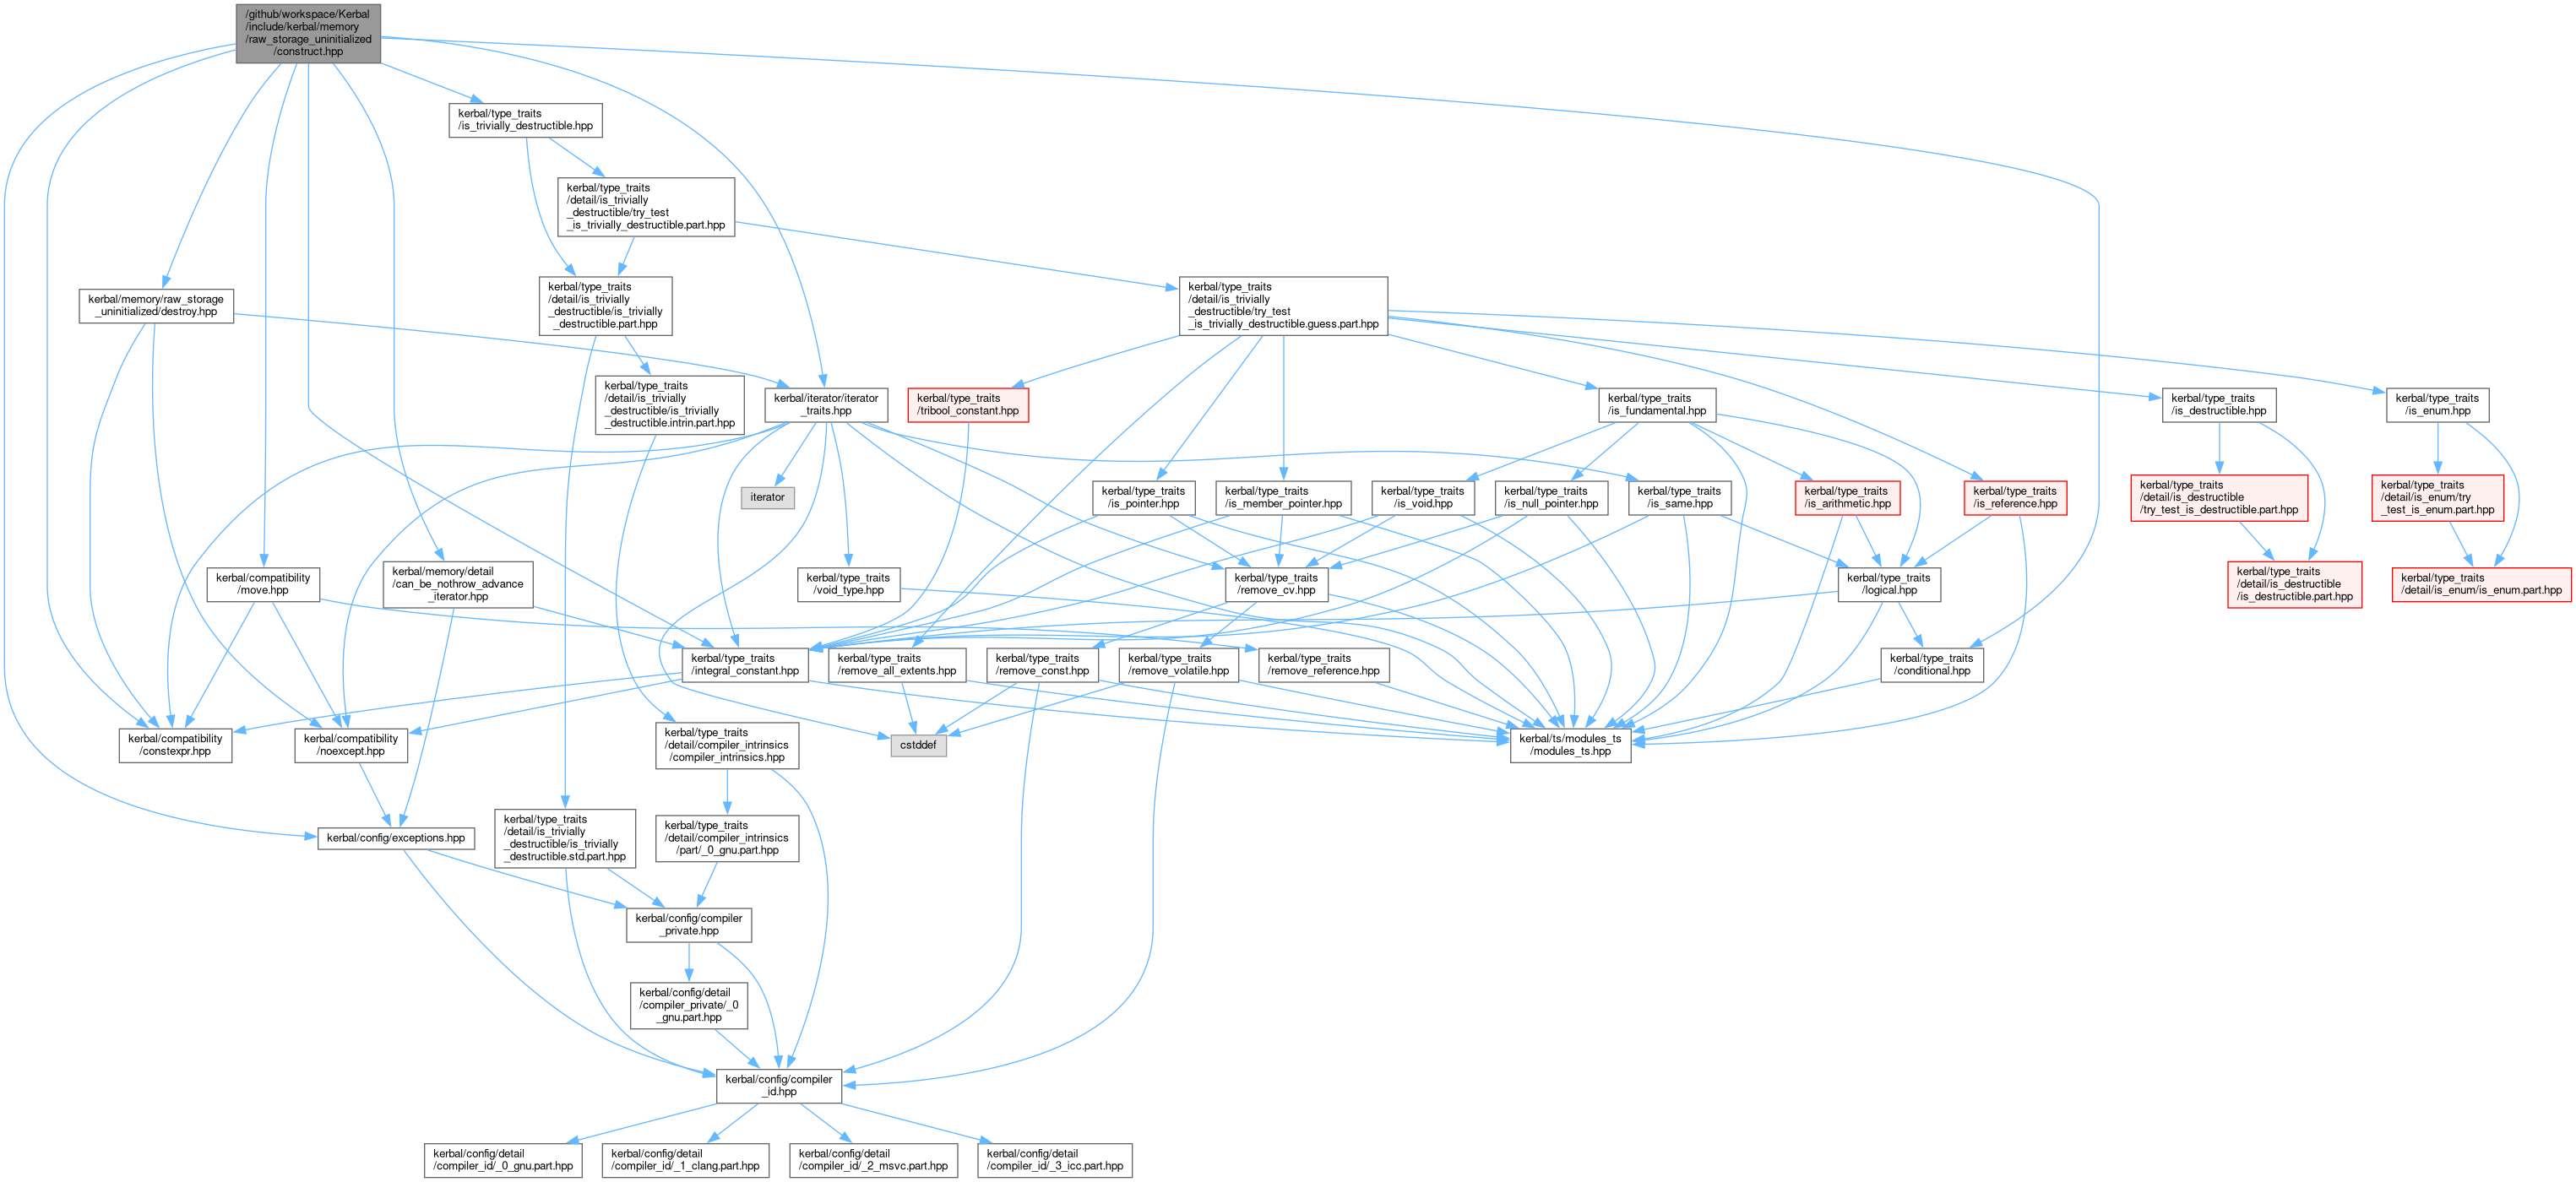 /github/workspace/Kerbal
/include/kerbal/memory
/raw_storage_uninitialized
/construct.hpp
kerbal/type_traits
/is_trivially_destructible.hpp
kerbal/type_traits
/detail/is_trivially
_destructible/try_test
_is_trivially_destructible.part.hpp
kerbal/memory/raw_storage
_uninitialized/destroy.hpp
kerbal/type_traits
/detail/is_trivially
_destructible/is_trivially
_destructible.part.hpp
kerbal/type_traits
/detail/is_trivially
_destructible/try_test
_is_trivially_destructible.guess.part.hpp
kerbal/type_traits
/detail/is_trivially
_destructible/is_trivially
_destructible.intrin.part.hpp
kerbal/iterator/iterator
_traits.hpp
kerbal/type_traits
/tribool_constant.hpp
kerbal/type_traits
/is_fundamental.hpp
kerbal/type_traits
/is_destructible.hpp
kerbal/type_traits
/is_enum.hpp
iterator
kerbal/type_traits
/is_pointer.hpp
kerbal/type_traits
/is_member_pointer.hpp
kerbal/type_traits
/is_void.hpp
kerbal/type_traits
/is_null_pointer.hpp
kerbal/type_traits
/is_same.hpp
kerbal/type_traits
/is_arithmetic.hpp
kerbal/type_traits
/is_reference.hpp
kerbal/type_traits
/detail/is_destructible
/try_test_is_destructible.part.hpp
kerbal/type_traits
/detail/is_enum/try
_test_is_enum.part.hpp
kerbal/compatibility
/move.hpp
kerbal/memory/detail
/can_be_nothrow_advance
_iterator.hpp
kerbal/type_traits
/void_type.hpp
kerbal/type_traits
/remove_cv.hpp
kerbal/type_traits
/logical.hpp
kerbal/type_traits
/detail/is_destructible
/is_destructible.part.hpp
kerbal/type_traits
/detail/is_enum/is_enum.part.hpp
kerbal/type_traits
/integral_constant.hpp
kerbal/type_traits
/remove_all_extents.hpp
kerbal/type_traits
/remove_const.hpp
kerbal/type_traits
/remove_volatile.hpp
kerbal/type_traits
/remove_reference.hpp
kerbal/type_traits
/conditional.hpp
kerbal/compatibility
/constexpr.hpp
kerbal/compatibility
/noexcept.hpp
kerbal/type_traits
/detail/compiler_intrinsics
/compiler_intrinsics.hpp
cstddef
kerbal/ts/modules_ts
/modules_ts.hpp
kerbal/config/exceptions.hpp
kerbal/type_traits
/detail/is_trivially
_destructible/is_trivially
_destructible.std.part.hpp
kerbal/type_traits
/detail/compiler_intrinsics
/part/_0_gnu.part.hpp
kerbal/config/compiler
_private.hpp
kerbal/config/detail
/compiler_private/_0
_gnu.part.hpp
kerbal/config/compiler
_id.hpp
kerbal/config/detail
/compiler_id/_0_gnu.part.hpp
kerbal/config/detail
/compiler_id/_1_clang.part.hpp
kerbal/config/detail
/compiler_id/_2_msvc.part.hpp
kerbal/config/detail
/compiler_id/_3_icc.part.hpp